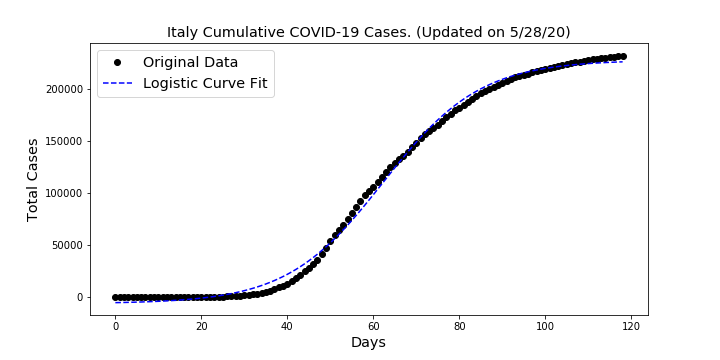 Italy Cumulative COVID-19 Cases. (Updated on 5/28/20)
Original Data
Logistic Curve Fit
Total Cases
200000
150000
100000
50000
0
0 20 40 60 80 100 120
Days